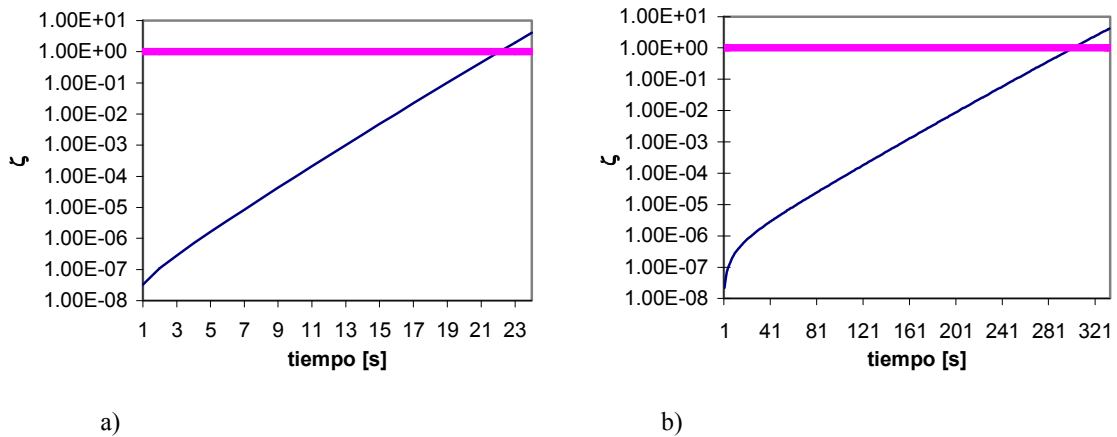 1.00E+01
1.00E+00
1.00E-01
1.00E-02
1.00E-03
1.00E-04
1.00E-05
1.00E-06
1.00E-07
1.00E-08
ζ
1 3 5 7 9 11 13 15 17 19 21 23
tiempo [s]
a)
1.00E+01
1.00E+00
1.00E-01
1.00E-02
1.00E-03
1.00E-04
1.00E-05
1.00E-06
1.00E-07
1.00E-08
ζ
1 41 81 121 161 201 241 281 321
tiempo [s]
b)